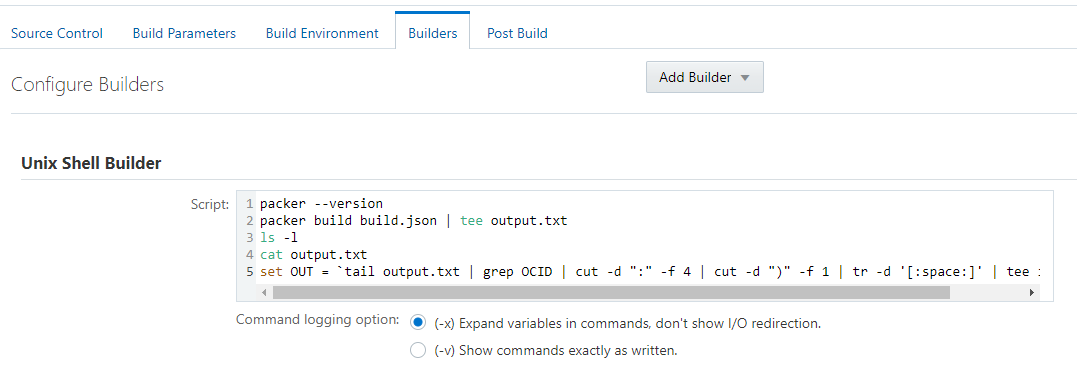 Source Control Build Parameters Build Environment Builders Post Build
Configure Builders Add Builder
Unix Shell Builder
Script:
1 packer --version
2 packer build build.json | tee output.txt
3 ls -l
4 cat output.txt
5 set OUT = `tail output.txt | grep OCID | cut -d ":" -f 4 | cut -d ")" -f 1 | tr -d '[:space:]' | tee
Command logging option: (-x) Expand variables in commands, don't show I/O redirection.
(-v) Show commands exactly as written.